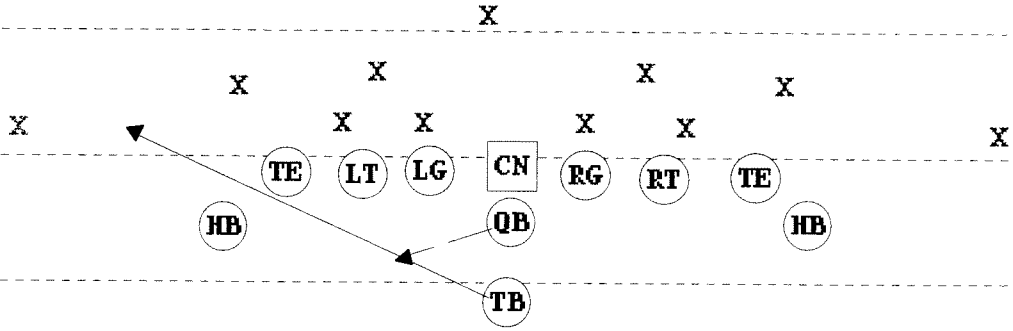 X
X X X X
X X X X X X
TE LT LG CN RG RT TE
HB QB HB
TB